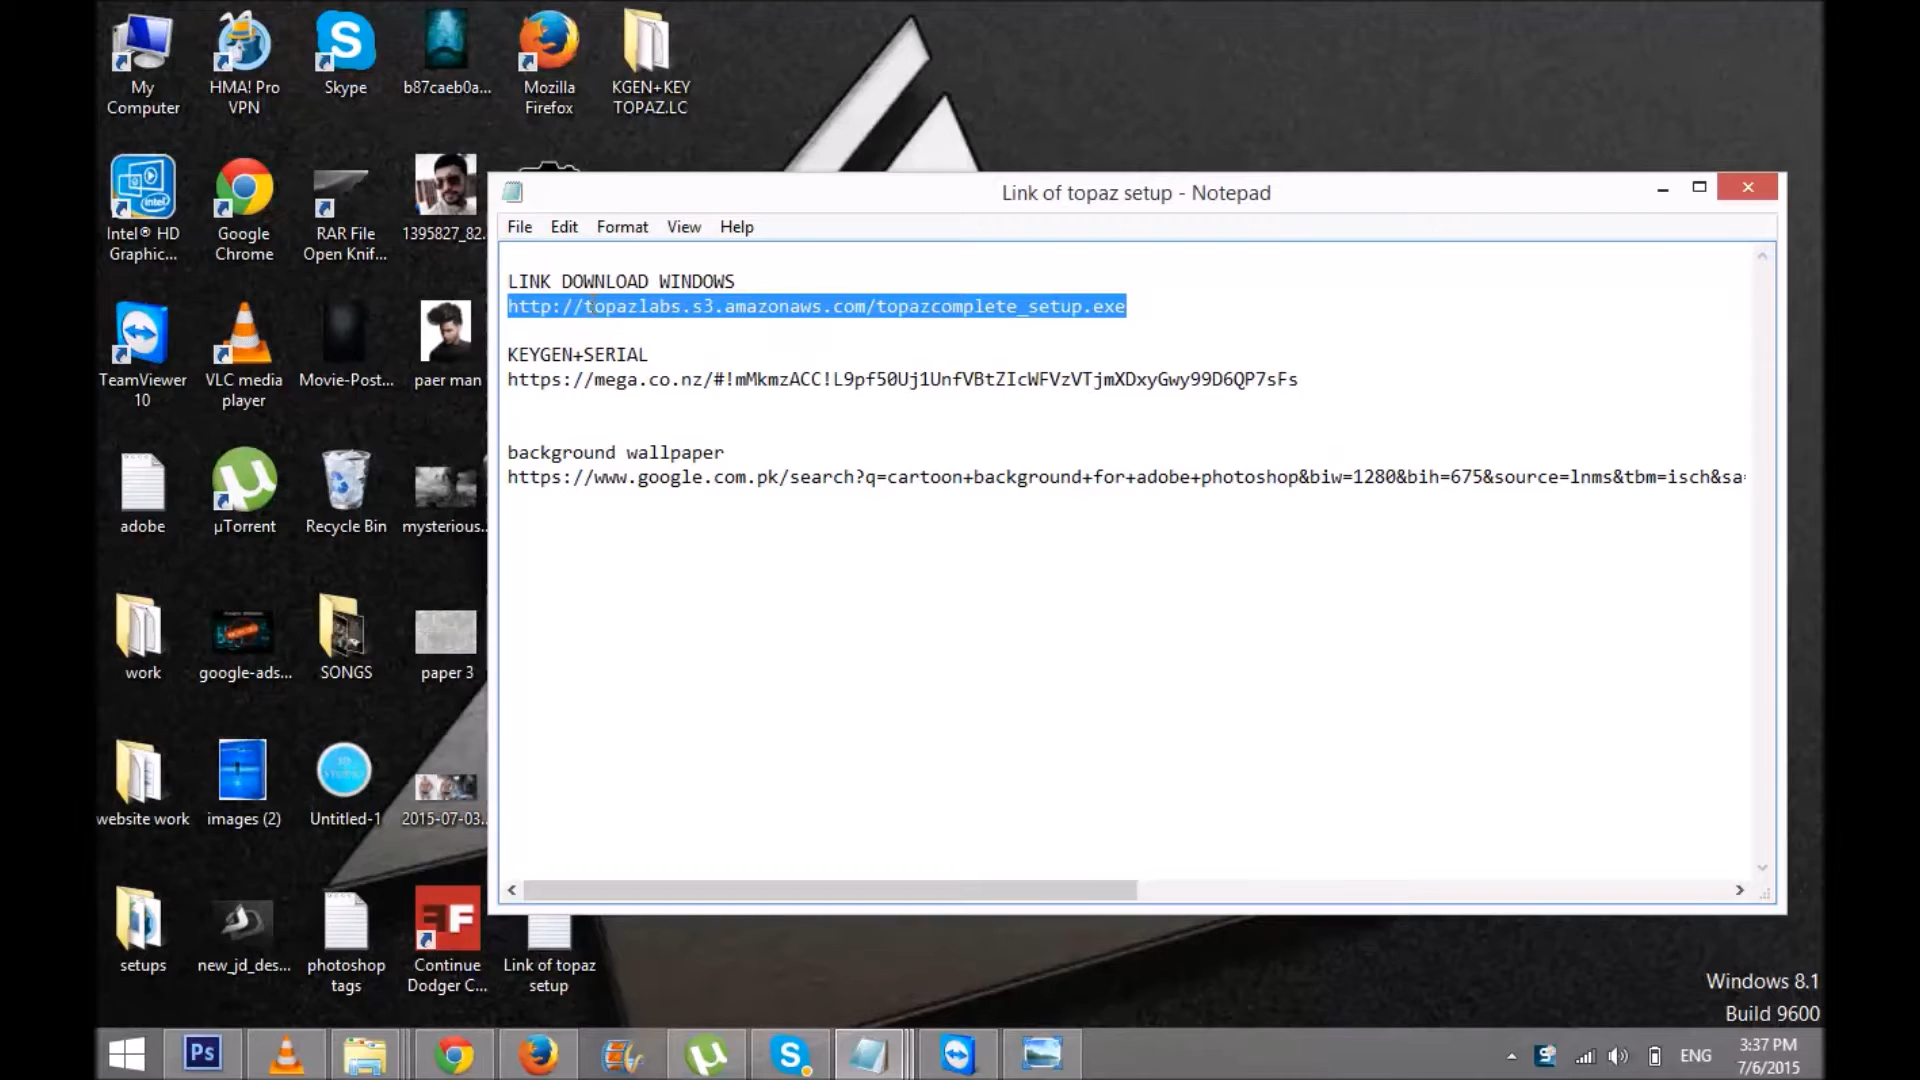 My Computer
HMA! Pro VPN
Skype
b87caeb0a...
Mozilla Firefox
KGEN+KEY TOPAZ.LC
Intel® HD Graphic...
Google Chrome
RAR File Open Knif...
1395827_82.
TeamViewer 10
VLC media player
Movie-Post...
paer man
adobe
µTorrent
Recycle Bin
mysterious..
work
google-ads...
SONGS
paper 3
website work
images (2)
Untitled-1
2015-07-03..
setups
new_jd_des...
photoshop tags
Continue Dodger C...
Link of topaz setup
Link of topaz setup - Notepad
File Edit Format View Help
LINK DOWNLOAD WINDOWS
http://topazlabs.s3.amazonaws.com/topazcomplete_setup.exe
KEYGEN+SERIAL
https://mega.co.nz/#!mMkmzACC!L9pf50Uj1UnfVBtZIcWFVzVTjmXDxyGwy99D6QP7sFs
background wallpaper
https://www.google.com.pk/search?q=cartoon+background+for+adobe+photoshop&biw=1280&bih=675&source=lnms&tbm=isch&sa=
Windows 8.1
Build 9600
Ps
ENG
3:37 PM
7/6/2015